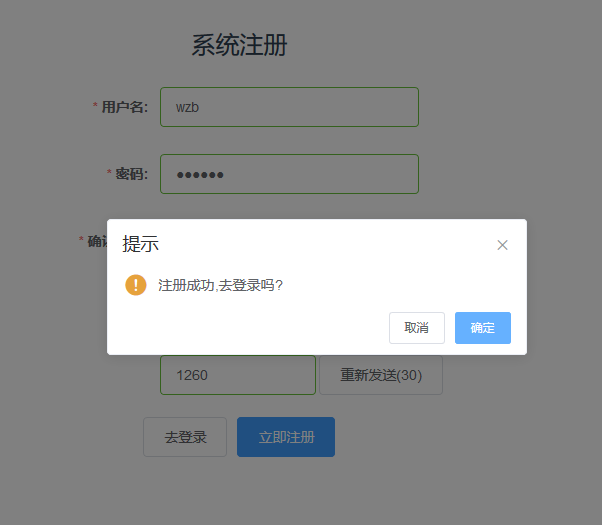 系统注册
* 用户名:
wzb
* 密码:
●●●●●●
* 确
提示
注册成功,去登录吗?
取消
确定
1260
重新发送(30)
去登录
立即注册